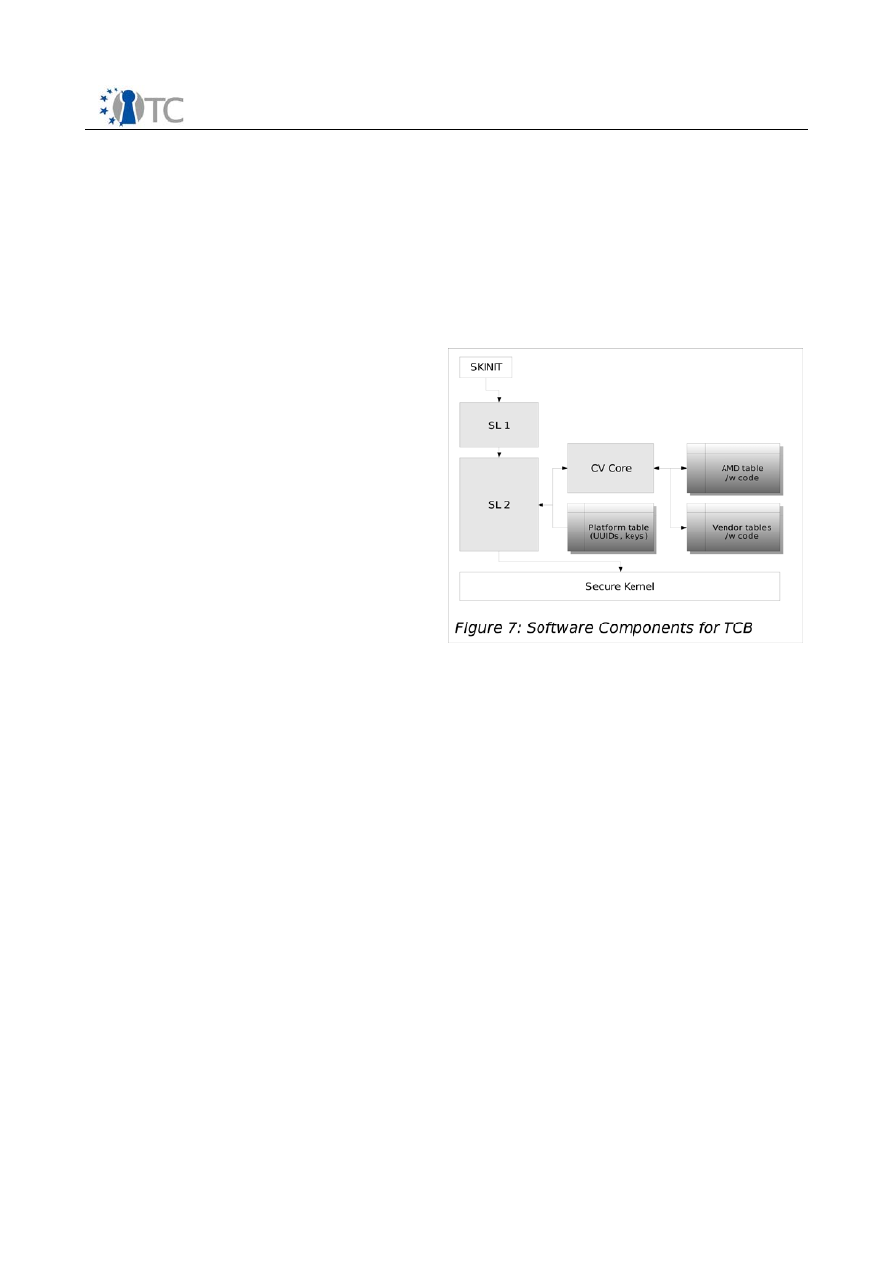 TC
SKINIT
SL 1
SL 2
CV Core
AMD table
/w code
Platform table
(UUIDs, keys)
Vendor tables
/w code
Secure Kernel
Figure 7: Software Components for TCB